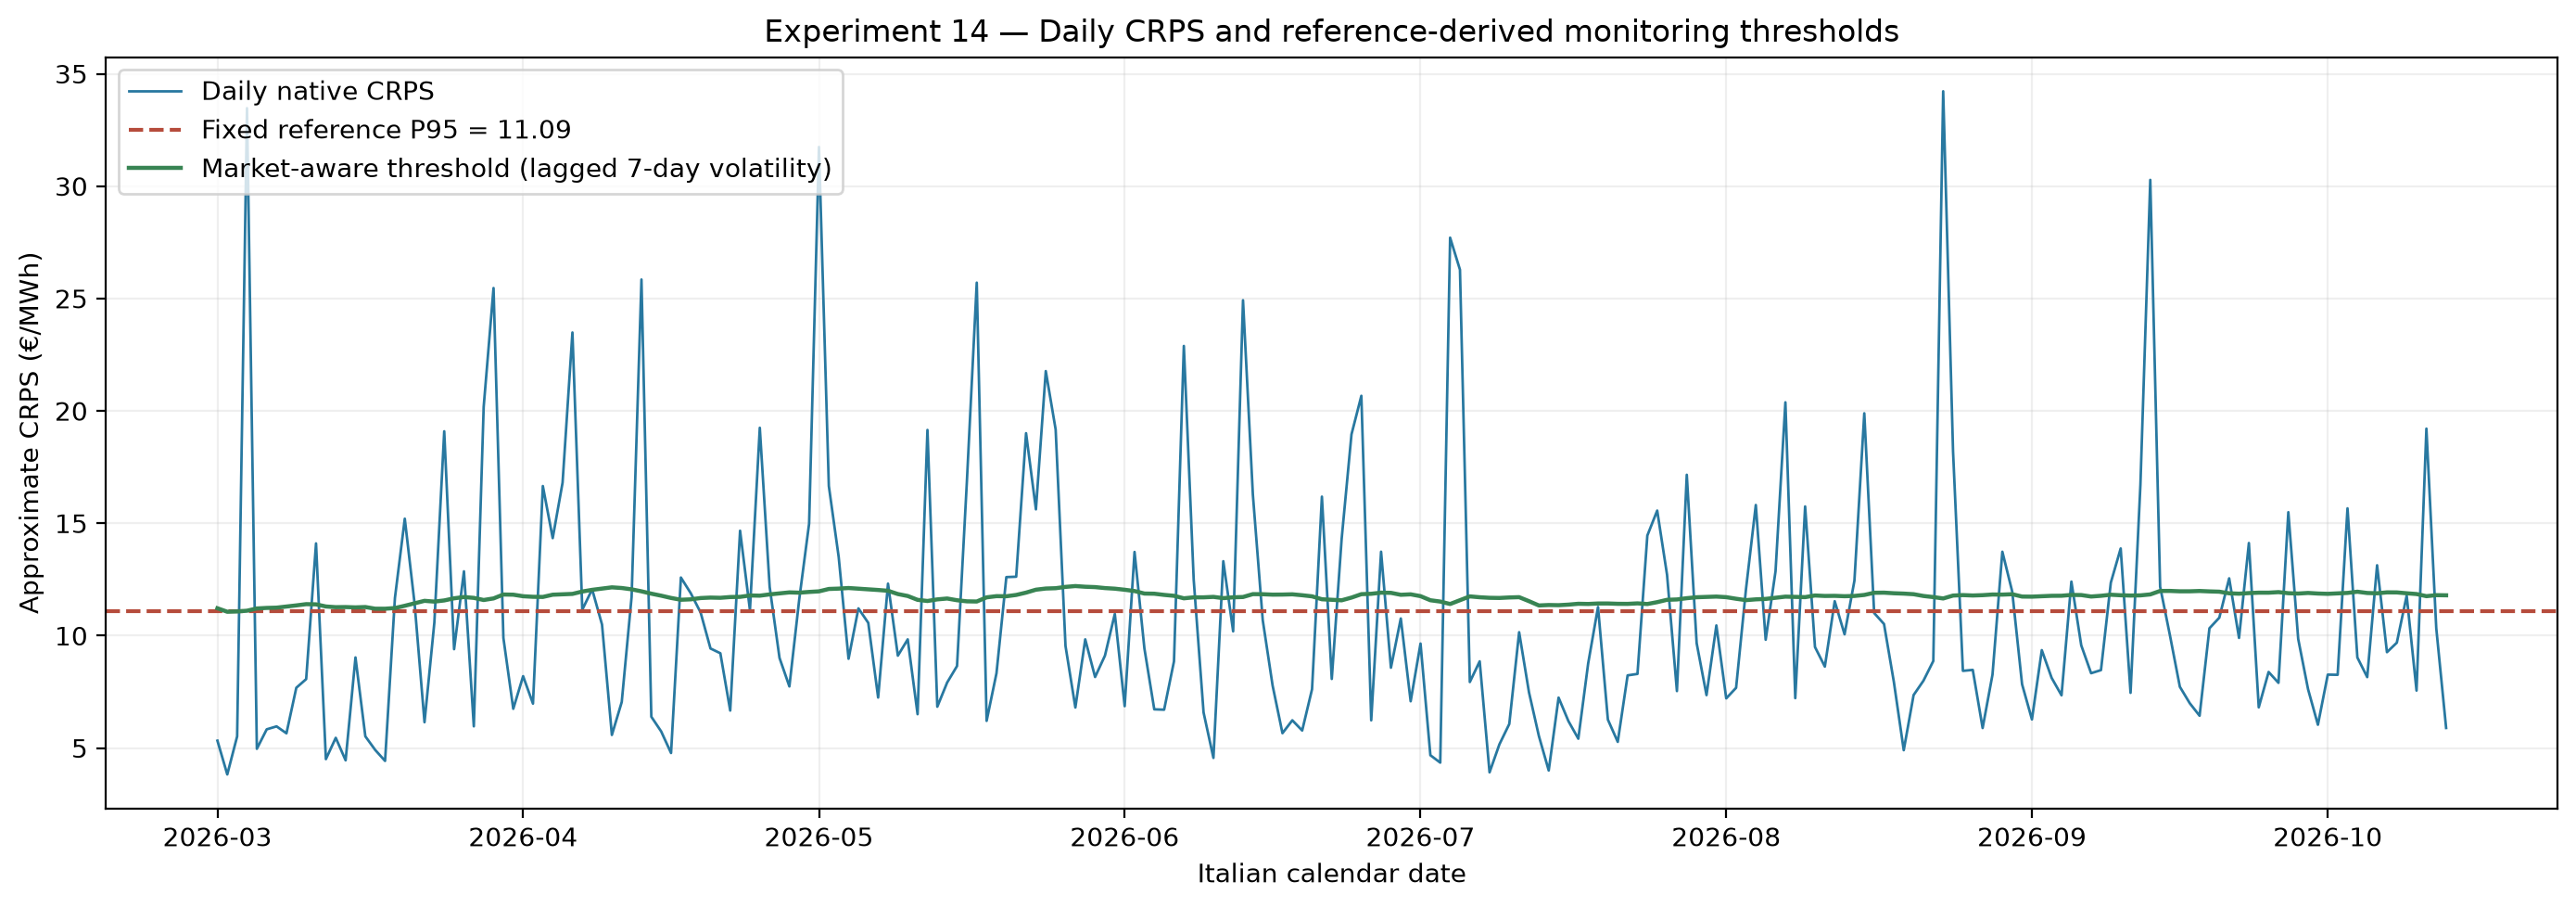 Experiment 14 — Daily CRPS and reference-derived monitoring thresholds
Daily native CRPS
Fixed reference P95 = 11.09
Market-aware threshold (lagged 7-day volatility)
Approximate CRPS (€/MWh)
35
30
25
20
15
10
5
2026-03
2026-04
2026-05
2026-06
2026-07
2026-08
2026-09
2026-10
Italian calendar date